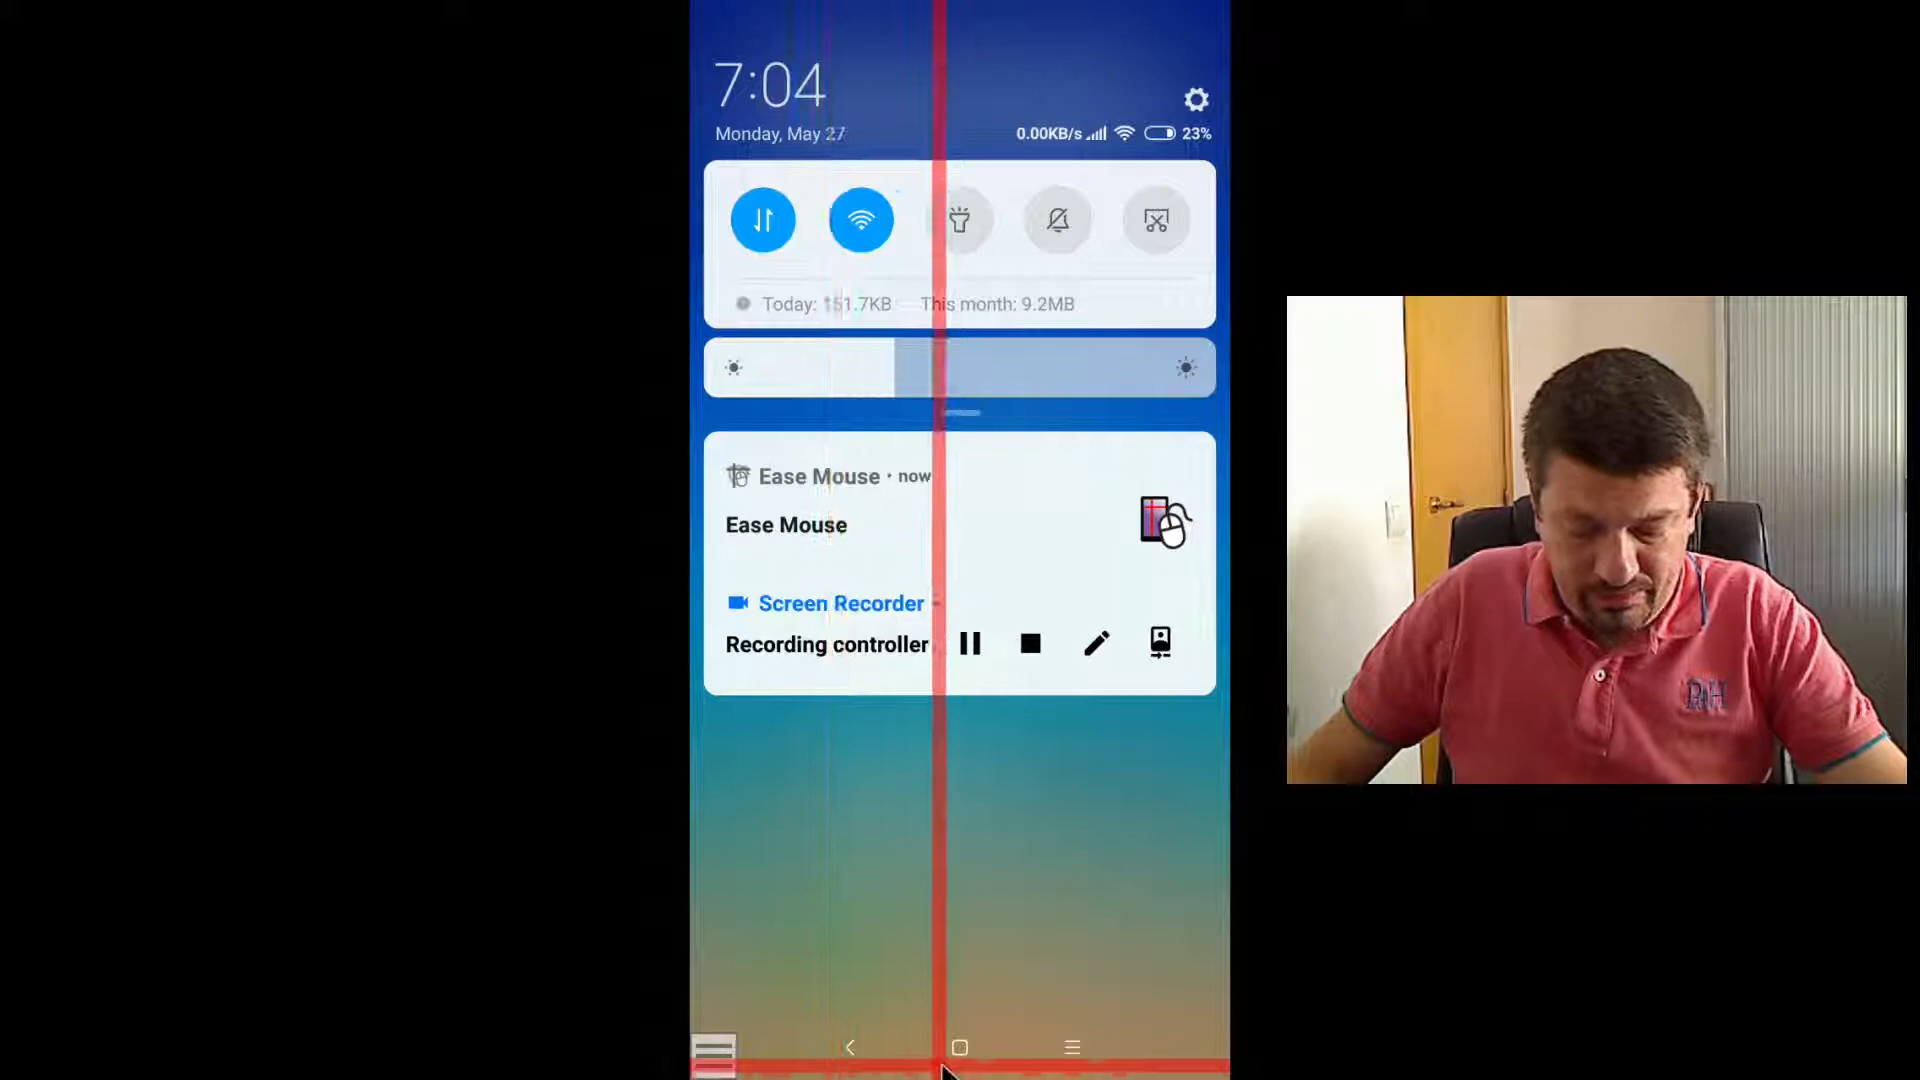 7:04
Monday, May 27
0.00KB/s 23%
Today: 151.7KB This month: 9.2MB
Ease Mouse · now
Ease Mouse
Screen Recorder
Recording controller